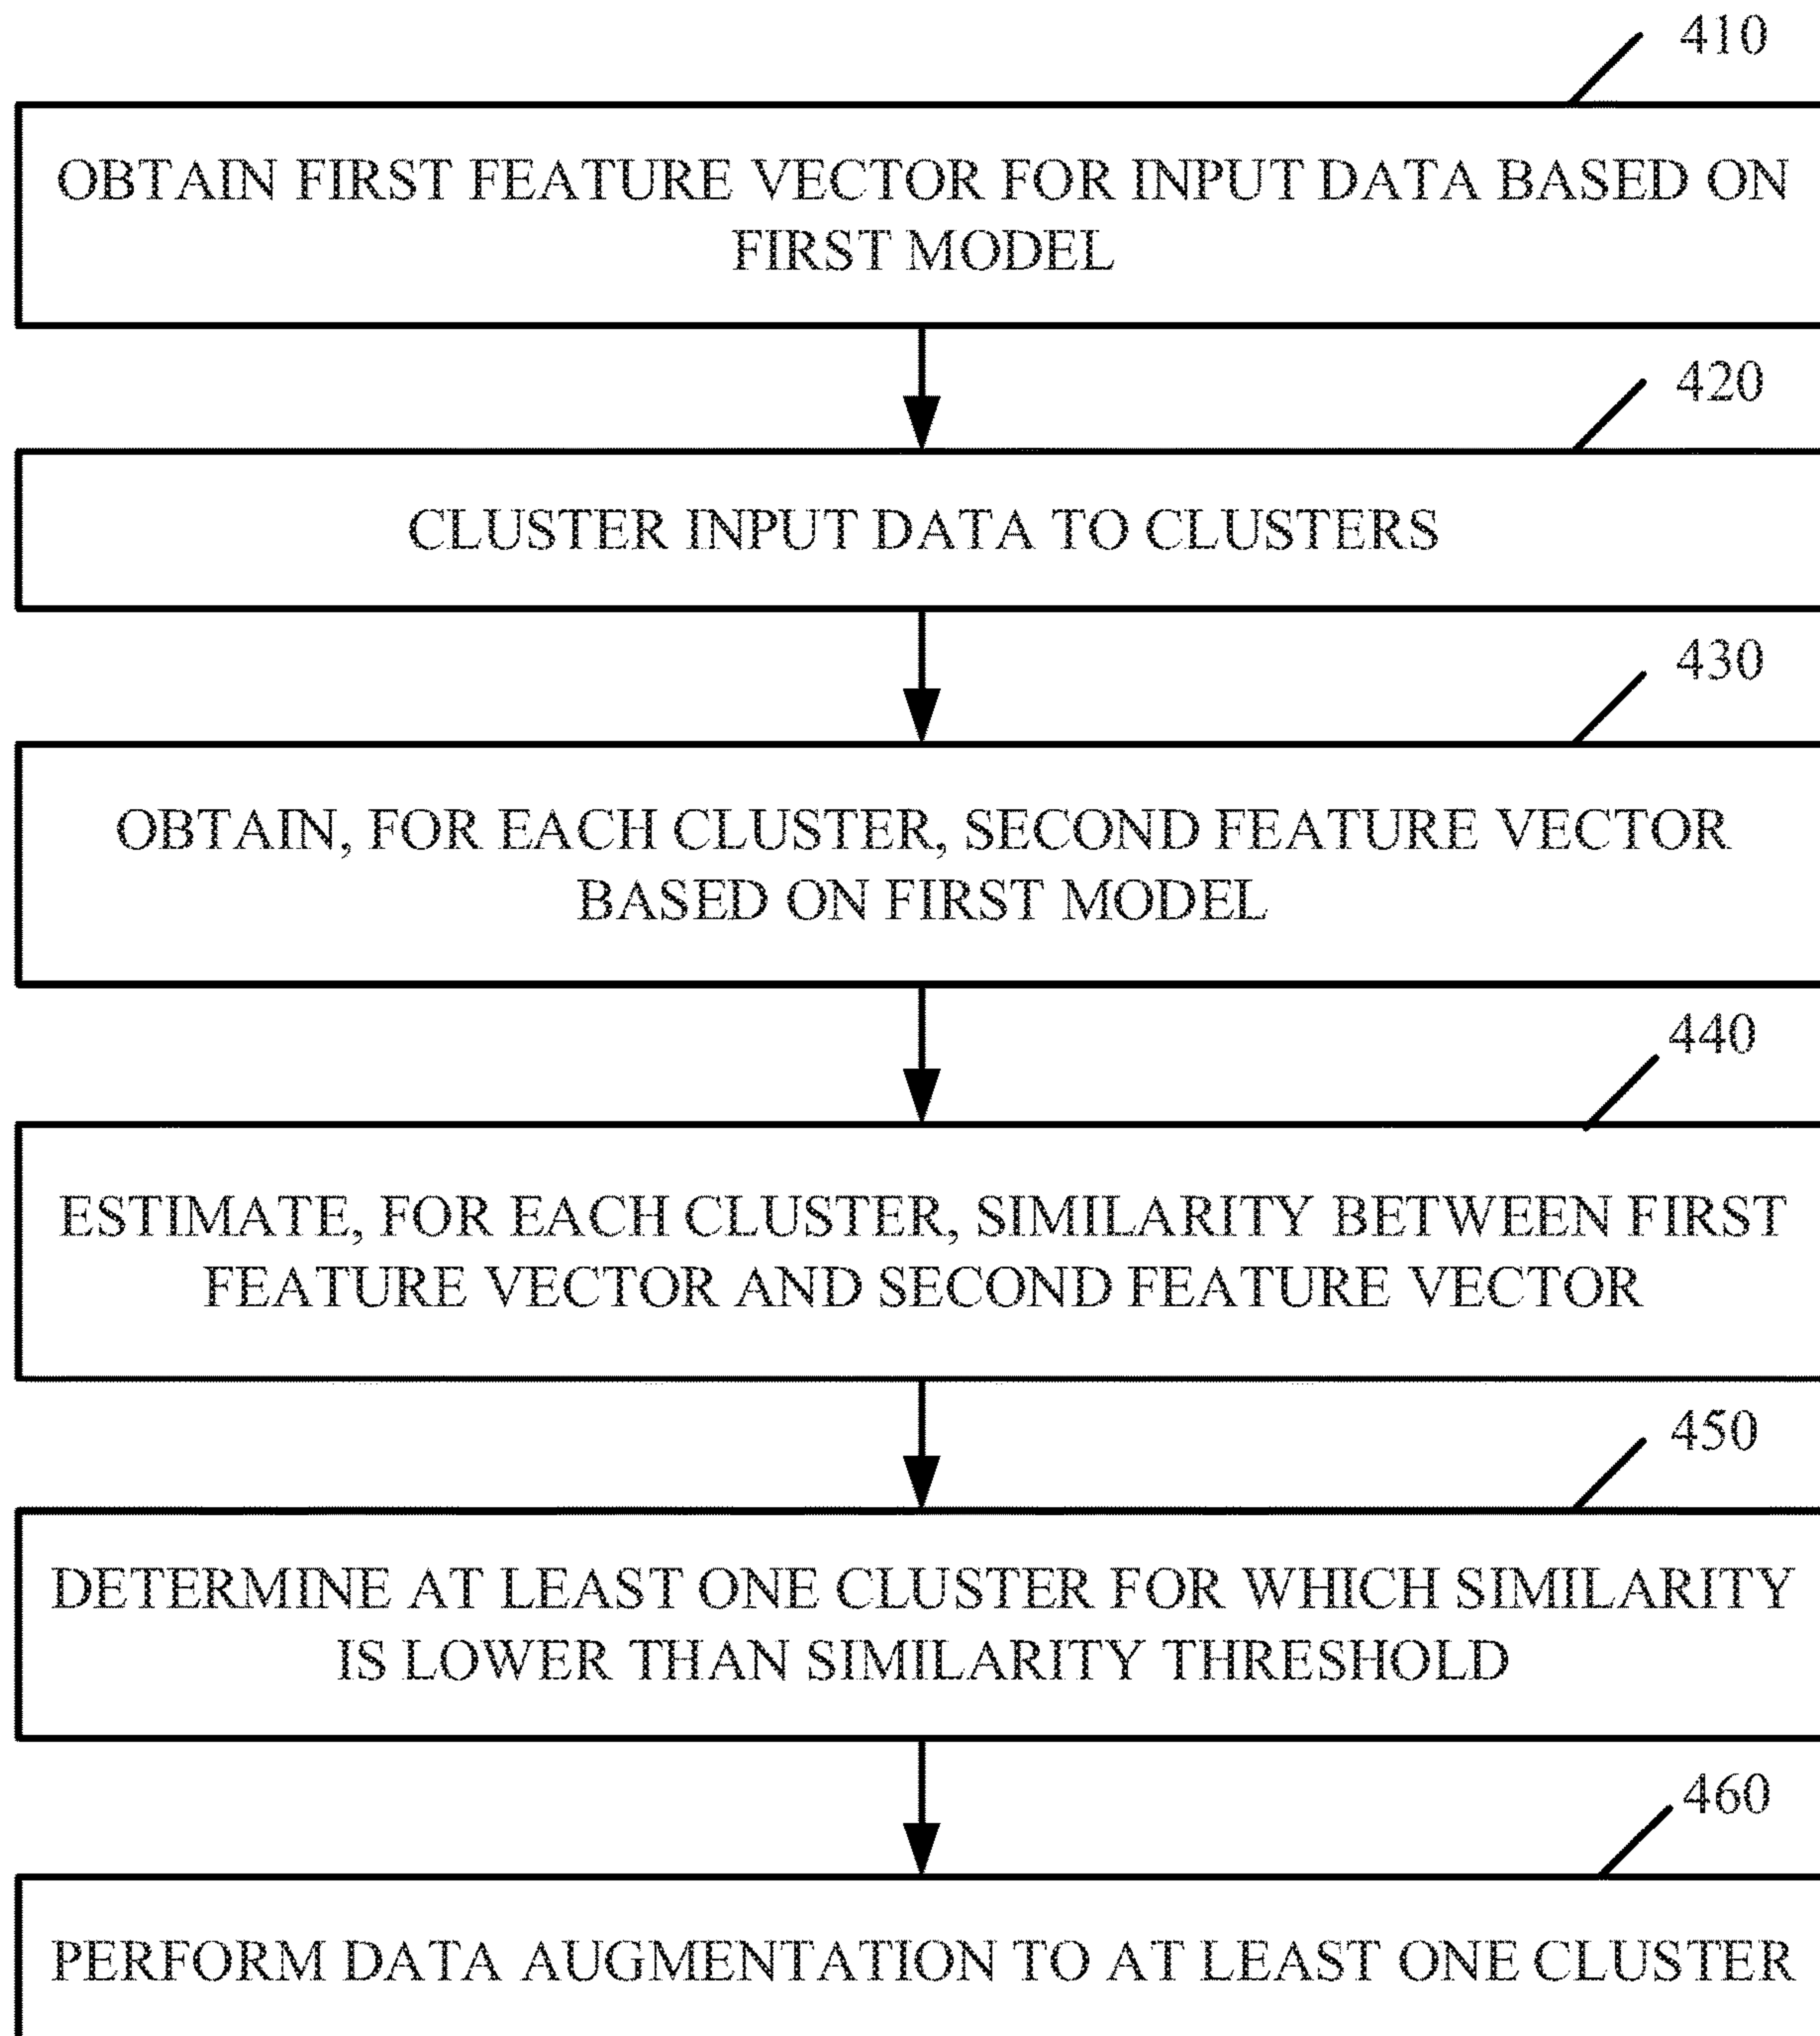 410
OBTAIN FIRST FEATURE VECTOR FOR INPUT DATA BASED ON
FIRST MODEL
420
CLUSTER INPUT DATA TO CLUSTERS
430
OBTAIN, FOR EACH CLUSTER, SECOND FEATURE VECTOR
BASED ON FIRST MODEL
440
ESTIMATE, FOR EACH CLUSTER, SIMILARITY BETWEEN FIRST
FEATURE VECTOR AND SECOND FEATURE VECTOR
450
DETERMINE AT LEAST ONE CLUSTER FOR WHICH SIMILARITY
IS LOWER THAN SIMILARITY THRESHOLD
460
PERFORM DATA AUGMENTATION TO AT LEAST ONE CLUSTER